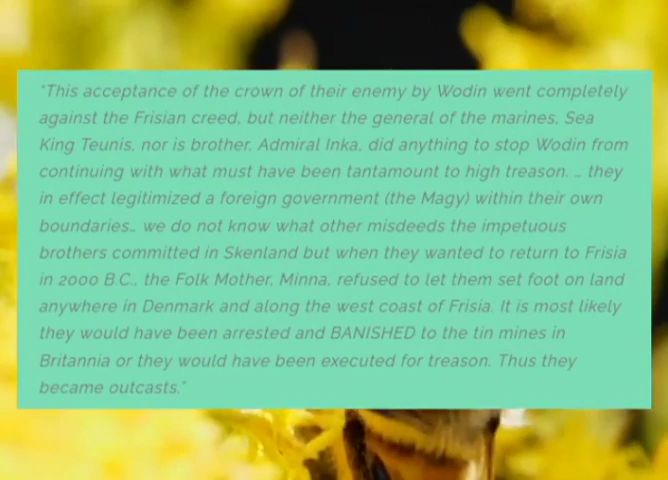 "This acceptance of the crown of their enemy by Wodin went completely
against the Frisian creed, but neither the general of the marines, Sea
King Teunis, nor is brother, Admiral Inka, did anything to stop Wodin from
continuing with what must have been tantamount to high treason. … they
in effect legitimized a foreign government (the Magy) within their own
boundaries… we do not know what other misdeeds the impetuous
brothers committed in Skenland but when they wanted to return to Frisia
in 2000 B.C., the Folk Mother, Minna, refused to let them set foot on land
anywhere in Denmark and along the west coast of Frisia. It is most likely
they would have been arrested and BANISHED to the tin mines in
Britannia or they would have been executed for treason. Thus they
became outcasts."